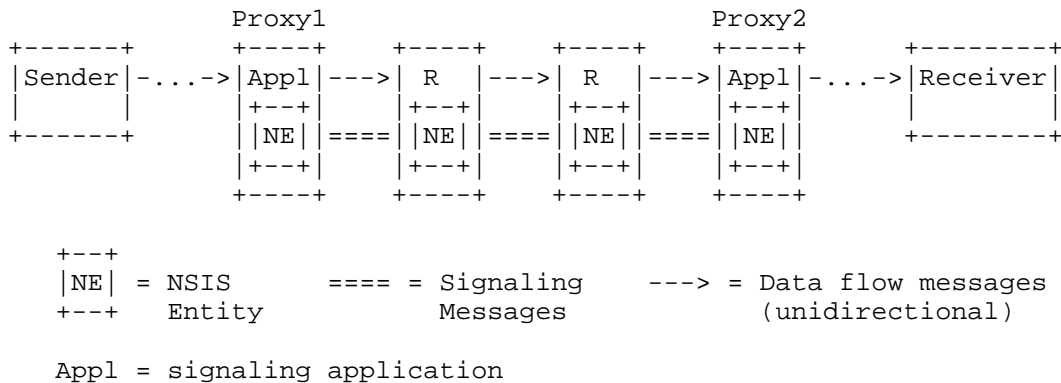 Proxy1                              Proxy2
+------+       +----+    +----+    +----+    +----+       +--------+
|Sender|-...->|Appl|--->| R  |--->| R  |--->|Appl|-...->|Receiver|
|      |       |+--+|    |+--+|    |+--+|    |+--+|       |        |
+------+       ||NE||====||NE||====||NE||====||NE||       +--------+
               |+--+|    |+--+|    |+--+|    |+--+|
               +----+    +----+    +----+    +----+
+--+
|NE| = NSIS      ==== = Signaling    ---> = Data flow messages
+--+   Entity           Messages            (unidirectional)
Appl = signaling application